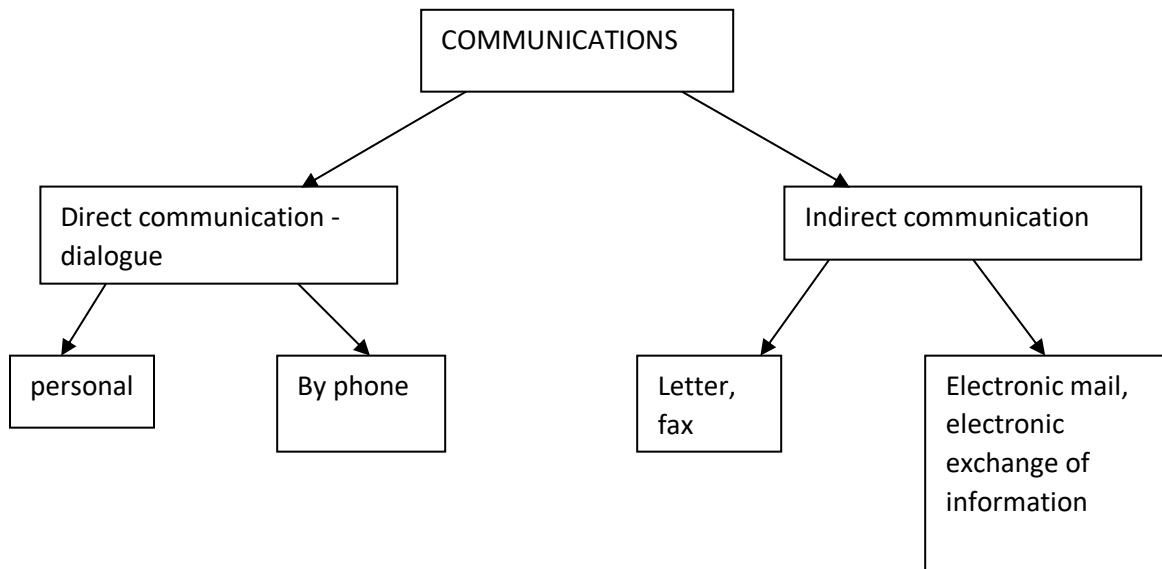 COMMUNICATIONS
Direct communication -
dialogue
Indirect communication
personal
By phone
Letter,
fax
Electronic mail,
electronic
exchange of
information